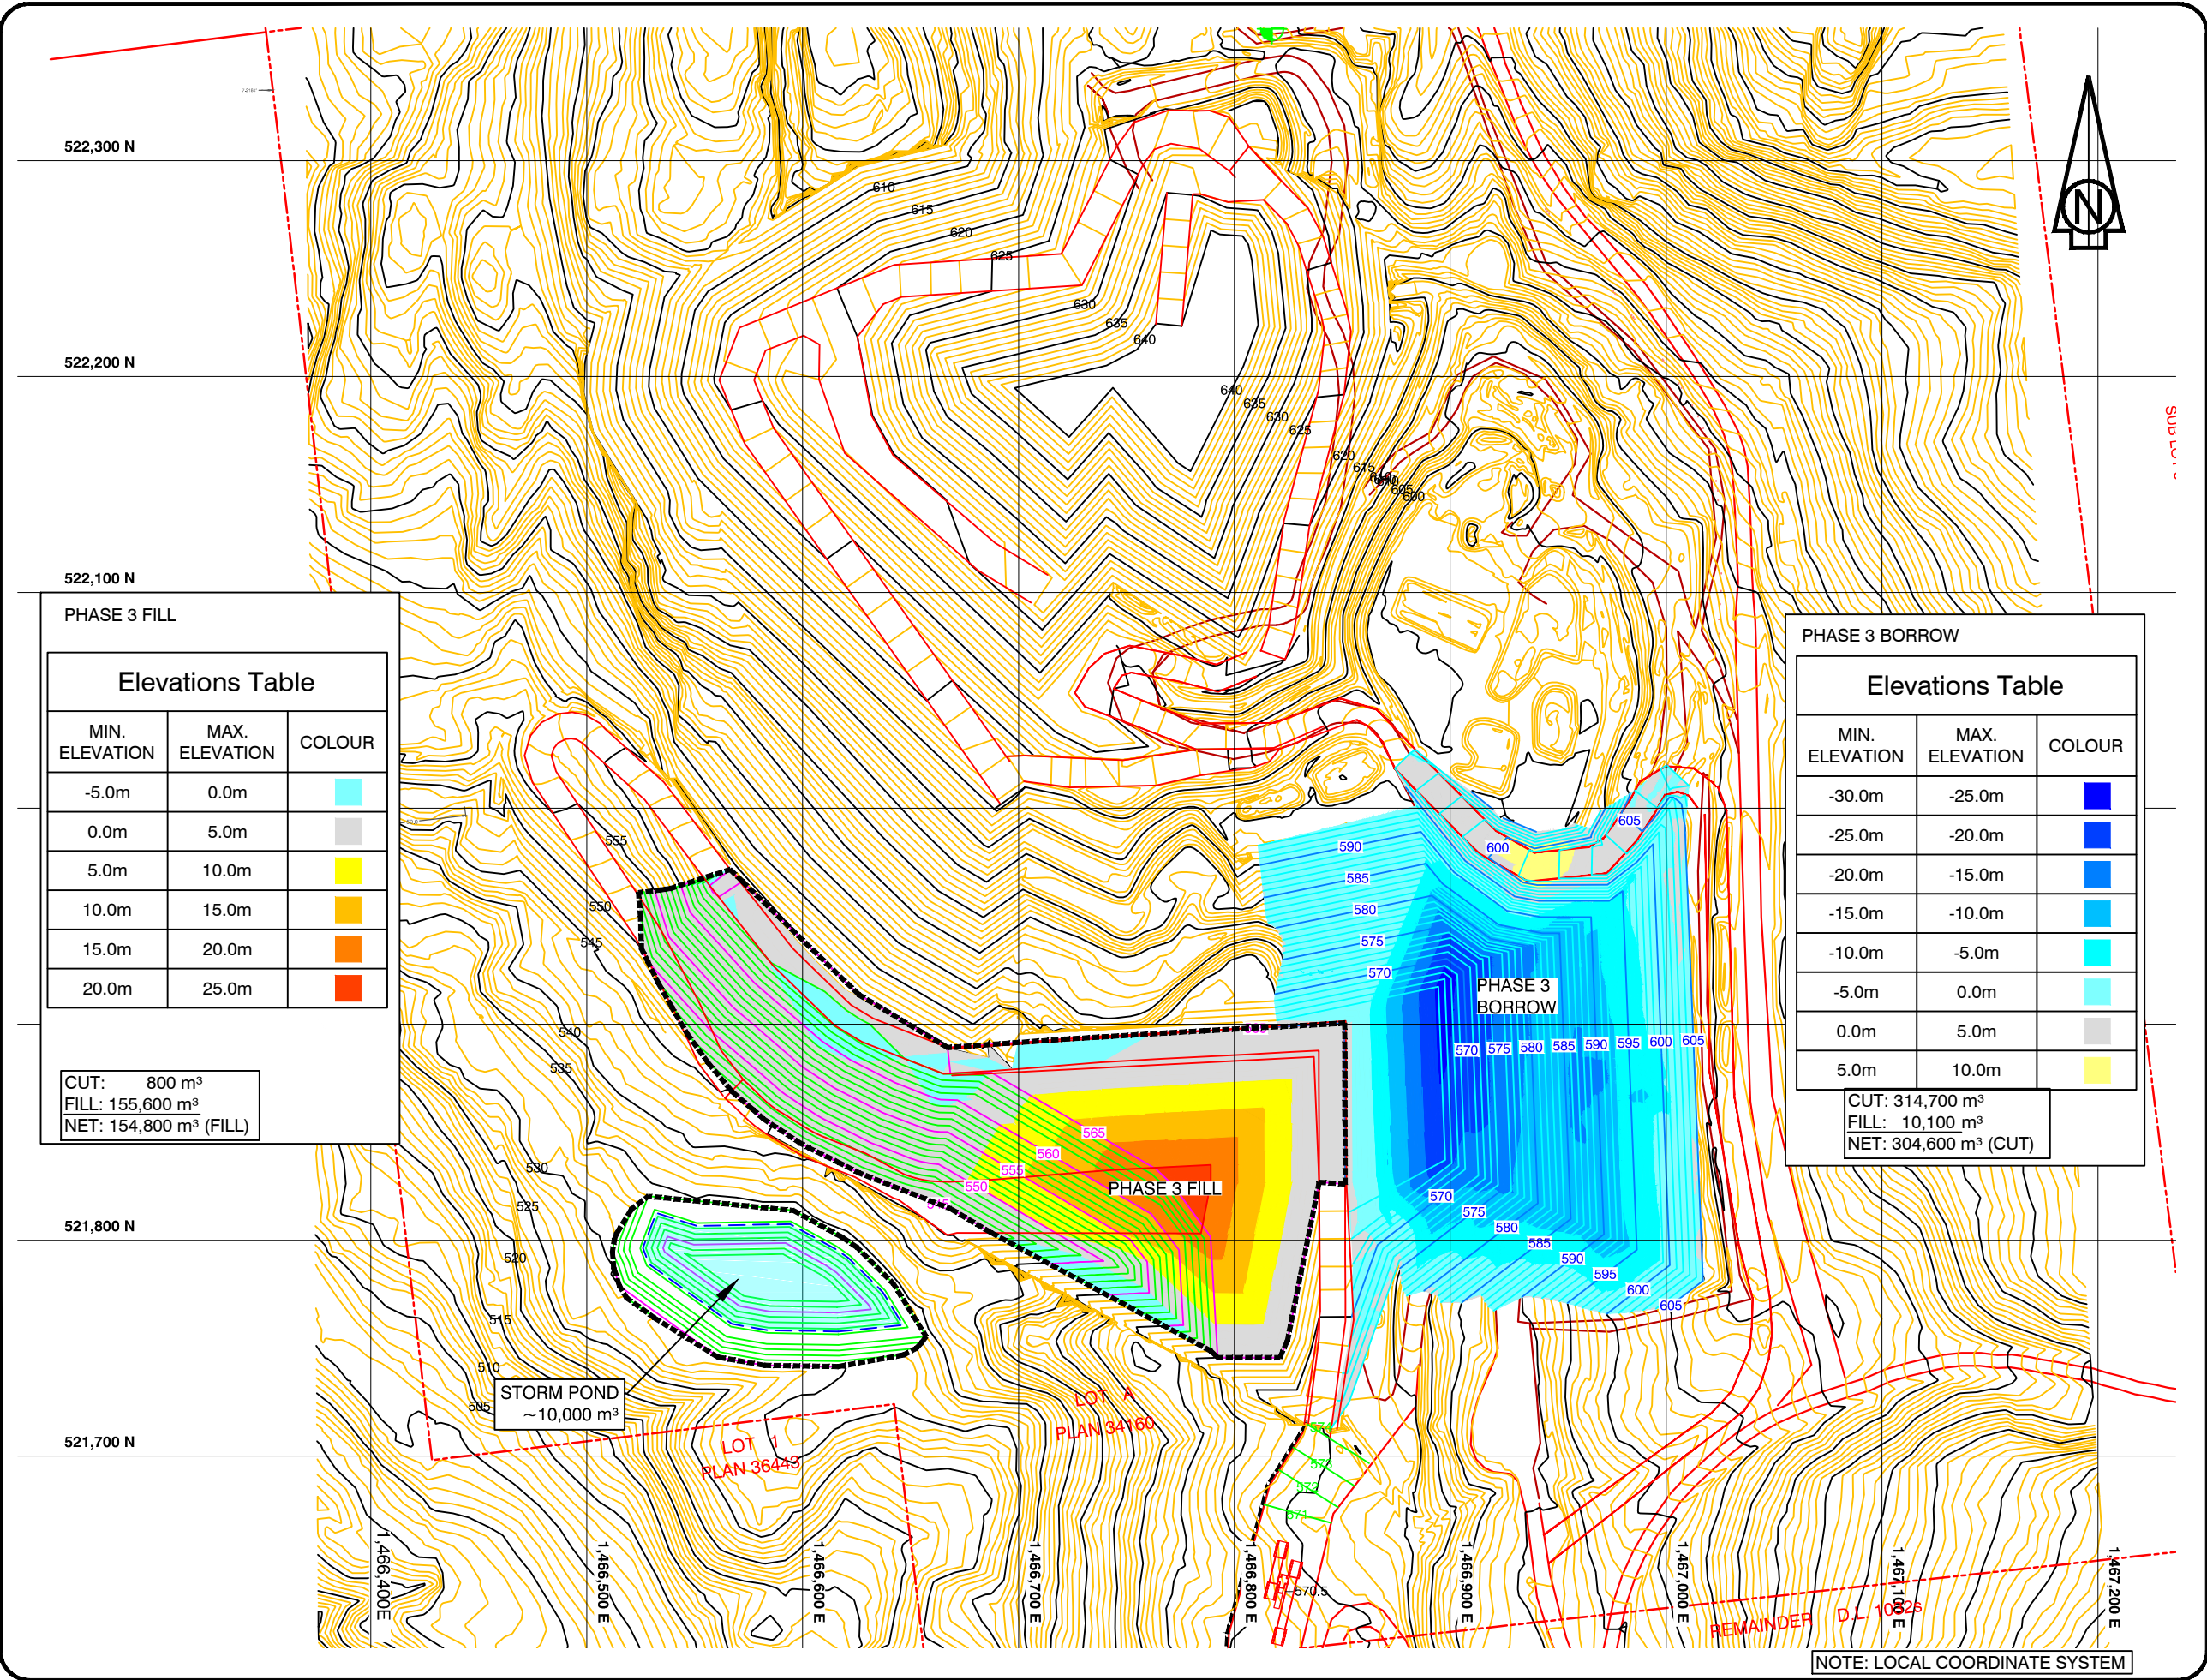 522,300 N
522,200 N
522,100 N
521,800 N
521,700 N
N
610
615
620
625
630
635
640
640
635
630
625
620
615
605
600
PHASE 3 FILL
Elevations Table
MIN. ELEVATION MAX. ELEVATION COLOUR
-5.0m 0.0m
0.0m 5.0m
5.0m 10.0m
10.0m 15.0m
15.0m 20.0m
20.0m 25.0m
CUT: 800 m³
FILL: 155,600 m³
NET: 154,800 m³ (FILL)
PHASE 3 BORROW
Elevations Table
MIN. ELEVATION MAX. ELEVATION COLOUR
-30.0m -25.0m
-25.0m -20.0m
-20.0m -15.0m
-15.0m -10.0m
-10.0m -5.0m
-5.0m 0.0m
0.0m 5.0m
5.0m 10.0m
CUT: 314,700 m³
FILL: 10,100 m³
NET: 304,600 m³ (CUT)
555
550
545
540
535
530
525
520
515
510
505
590
585
580
575
570
600
605
PHASE 3
BORROW
570 575 580 585 590 595 600 605
570
575
580
585
590
595
600
605
565
560
555
550
PHASE 3 FILL
STORM POND
~10,000 m³
LOT 1
PLAN 36443
LOT A
PLAN 34160
573
572
571
+570.5
REMAINDER D.L. 1032s
1,466,400E
1,466,500 E
1,466,600 E
1,466,700 E
1,466,800 E
1,466,900 E
1,467,000 E
1,467,100E
1,467,200 E
NOTE: LOCAL COORDINATE SYSTEM